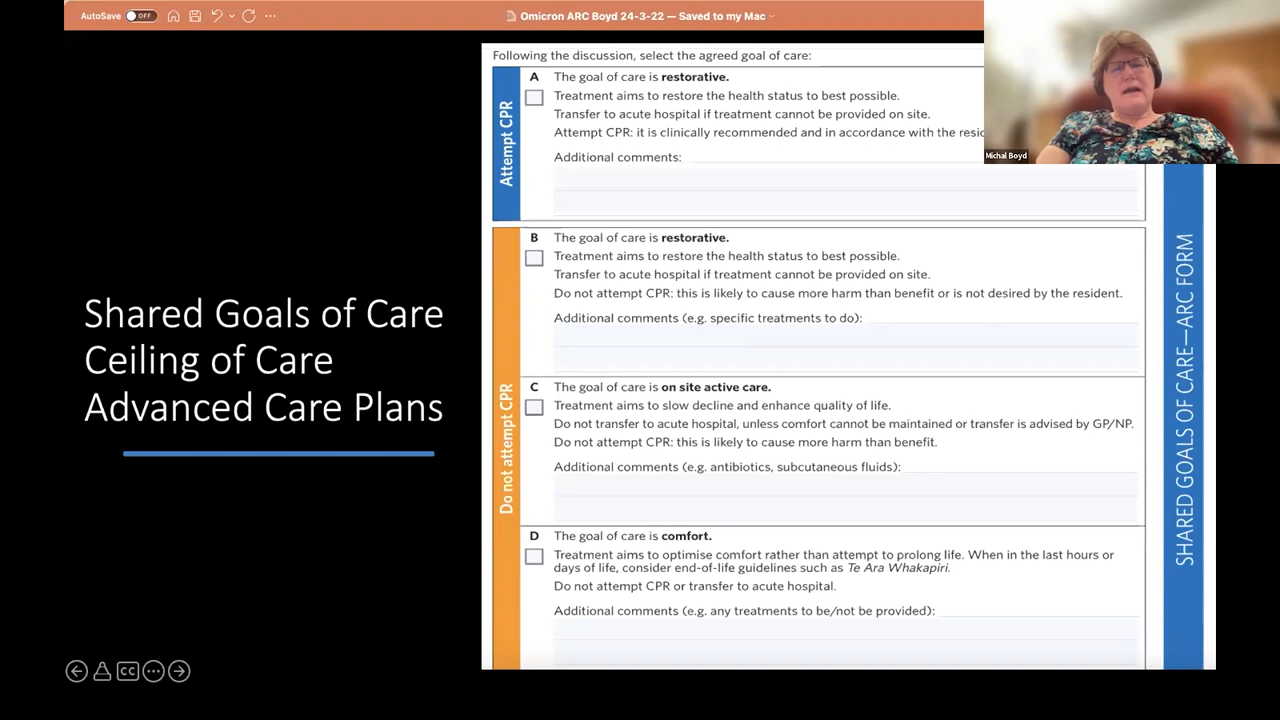 AutoSave OFF
Omicron ARC Boyd 24-3-22 — Saved to my Mac
Michal Boyd
Shared Goals of Care
Ceiling of Care
Advanced Care Plans
Following the discussion, select the agreed goal of care:
Attempt CPR
A The goal of care is restorative.
Treatment aims to restore the health status to best possible.
Transfer to acute hospital if treatment cannot be provided on site.
Attempt CPR: it is clinically recommended and in accordance with the
Additional comments:
Do not attempt CPR
B The goal of care is restorative.
Treatment aims to restore the health status to best possible.
Transfer to acute hospital if treatment cannot be provided on site.
Do not attempt CPR: this is likely to cause more harm than benefit or is not desired by the resident.
Additional comments (e.g. specific treatments to do):
C The goal of care is on site active care.
Treatment aims to slow decline and enhance quality of life.
Do not transfer to acute hospital, unless comfort cannot be maintained or transfer is advised by GP/NP.
Do not attempt CPR: this is likely to cause more harm than benefit.
Additional comments (e.g. antibiotics, subcutaneous fluids):
D The goal of care is comfort.
Treatment aims to optimise comfort rather than attempt to prolong life. When in the last hours or
days of life, consider end-of-life guidelines such as Te Ara Whakapiri.
Do not attempt CPR or transfer to acute hospital.
Additional comments (e.g. any treatments to be/not be provided):
SHARED GOALS OF CARE—ARC FORM
CC